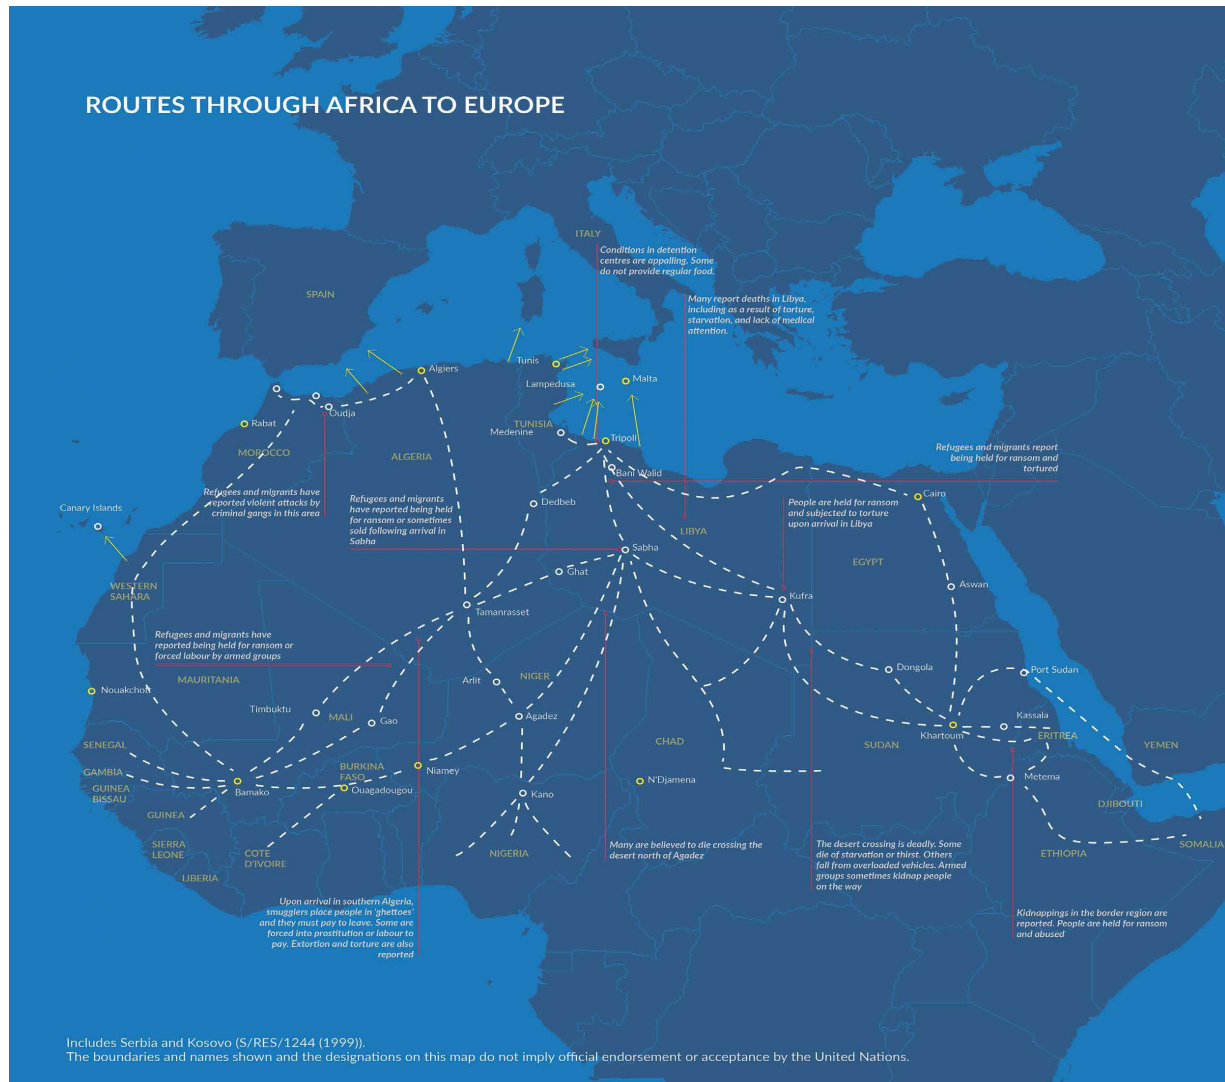 ROUTES THROUGH AFRICA TO EUROPE
ITALY
Conditions in detention
centres are appalling. Some
do not provide regular food.
SPAIN
Many report deaths in Libya,
including as a result of torture,
starvation, and lack of medical
attention.
Tunis
Algiers
Lampedusa
Malta
Oudja
Rabat
TUNISIA
Medenine
Tripoli
MOROCCO
ALGERIA
Refugees and migrants report
being held for ransom and
tortured
Bani Walid
Refugees and migrants have
reported violent attacks by
criminal gangs in this area
Refugees and migrants
have reported being held
for ransom or sometimes
sold following arrival in
Sabha
Dedbeb
People are held for ransom
and subjected to torture
upon arrival in Libya
Cairo
Canary Islands
LIBYA
Sabha
EGYPT
Ghat
WESTERN
SAHARA
Aswan
Kufra
Tamanrasset
Refugees and migrants have
reported being held for ransom or
forced labour by armed groups
Dongola
Port Sudan
MAURITANIA
Arlit
NIGER
Nouakchott
Timbuktu
MALI
Gao
Agadez
Kassala
Khartoum
ERITREA
SENEGAL
CHAD
SUDAN
YEMEN
GAMBIA
BURKINA
FASO
Niamey
N'Djamena
Metema
GUINEA
BISSAU
Bamako
Ouagadougou
Kano
DJIBOUTI
GUINEA
SIERRA
LEONE
COTE
D'IVOIRE
NIGERIA
Many are believed to die crossing the
desert north of Agadez
The desert crossing is deadly. Some
die of starvation or thirst. Others
fall from overloaded vehicles. Armed
groups sometimes kidnap people
on the way
ETHIOPIA
SOMALIA
LIBERIA
Upon arrival in southern Algeria,
smugglers place people in 'ghettoes'
and they must pay to leave. Some are
forced into prostitution or labour to
pay. Extortion and torture are also
reported
Kidnappings in the border region are
reported. People are held for ransom
and abused
Includes Serbia and Kosovo (S/RES/1244 (1999)).
The boundaries and names shown and the designations on this map do not imply official endorsement or acceptance by the United Nations.